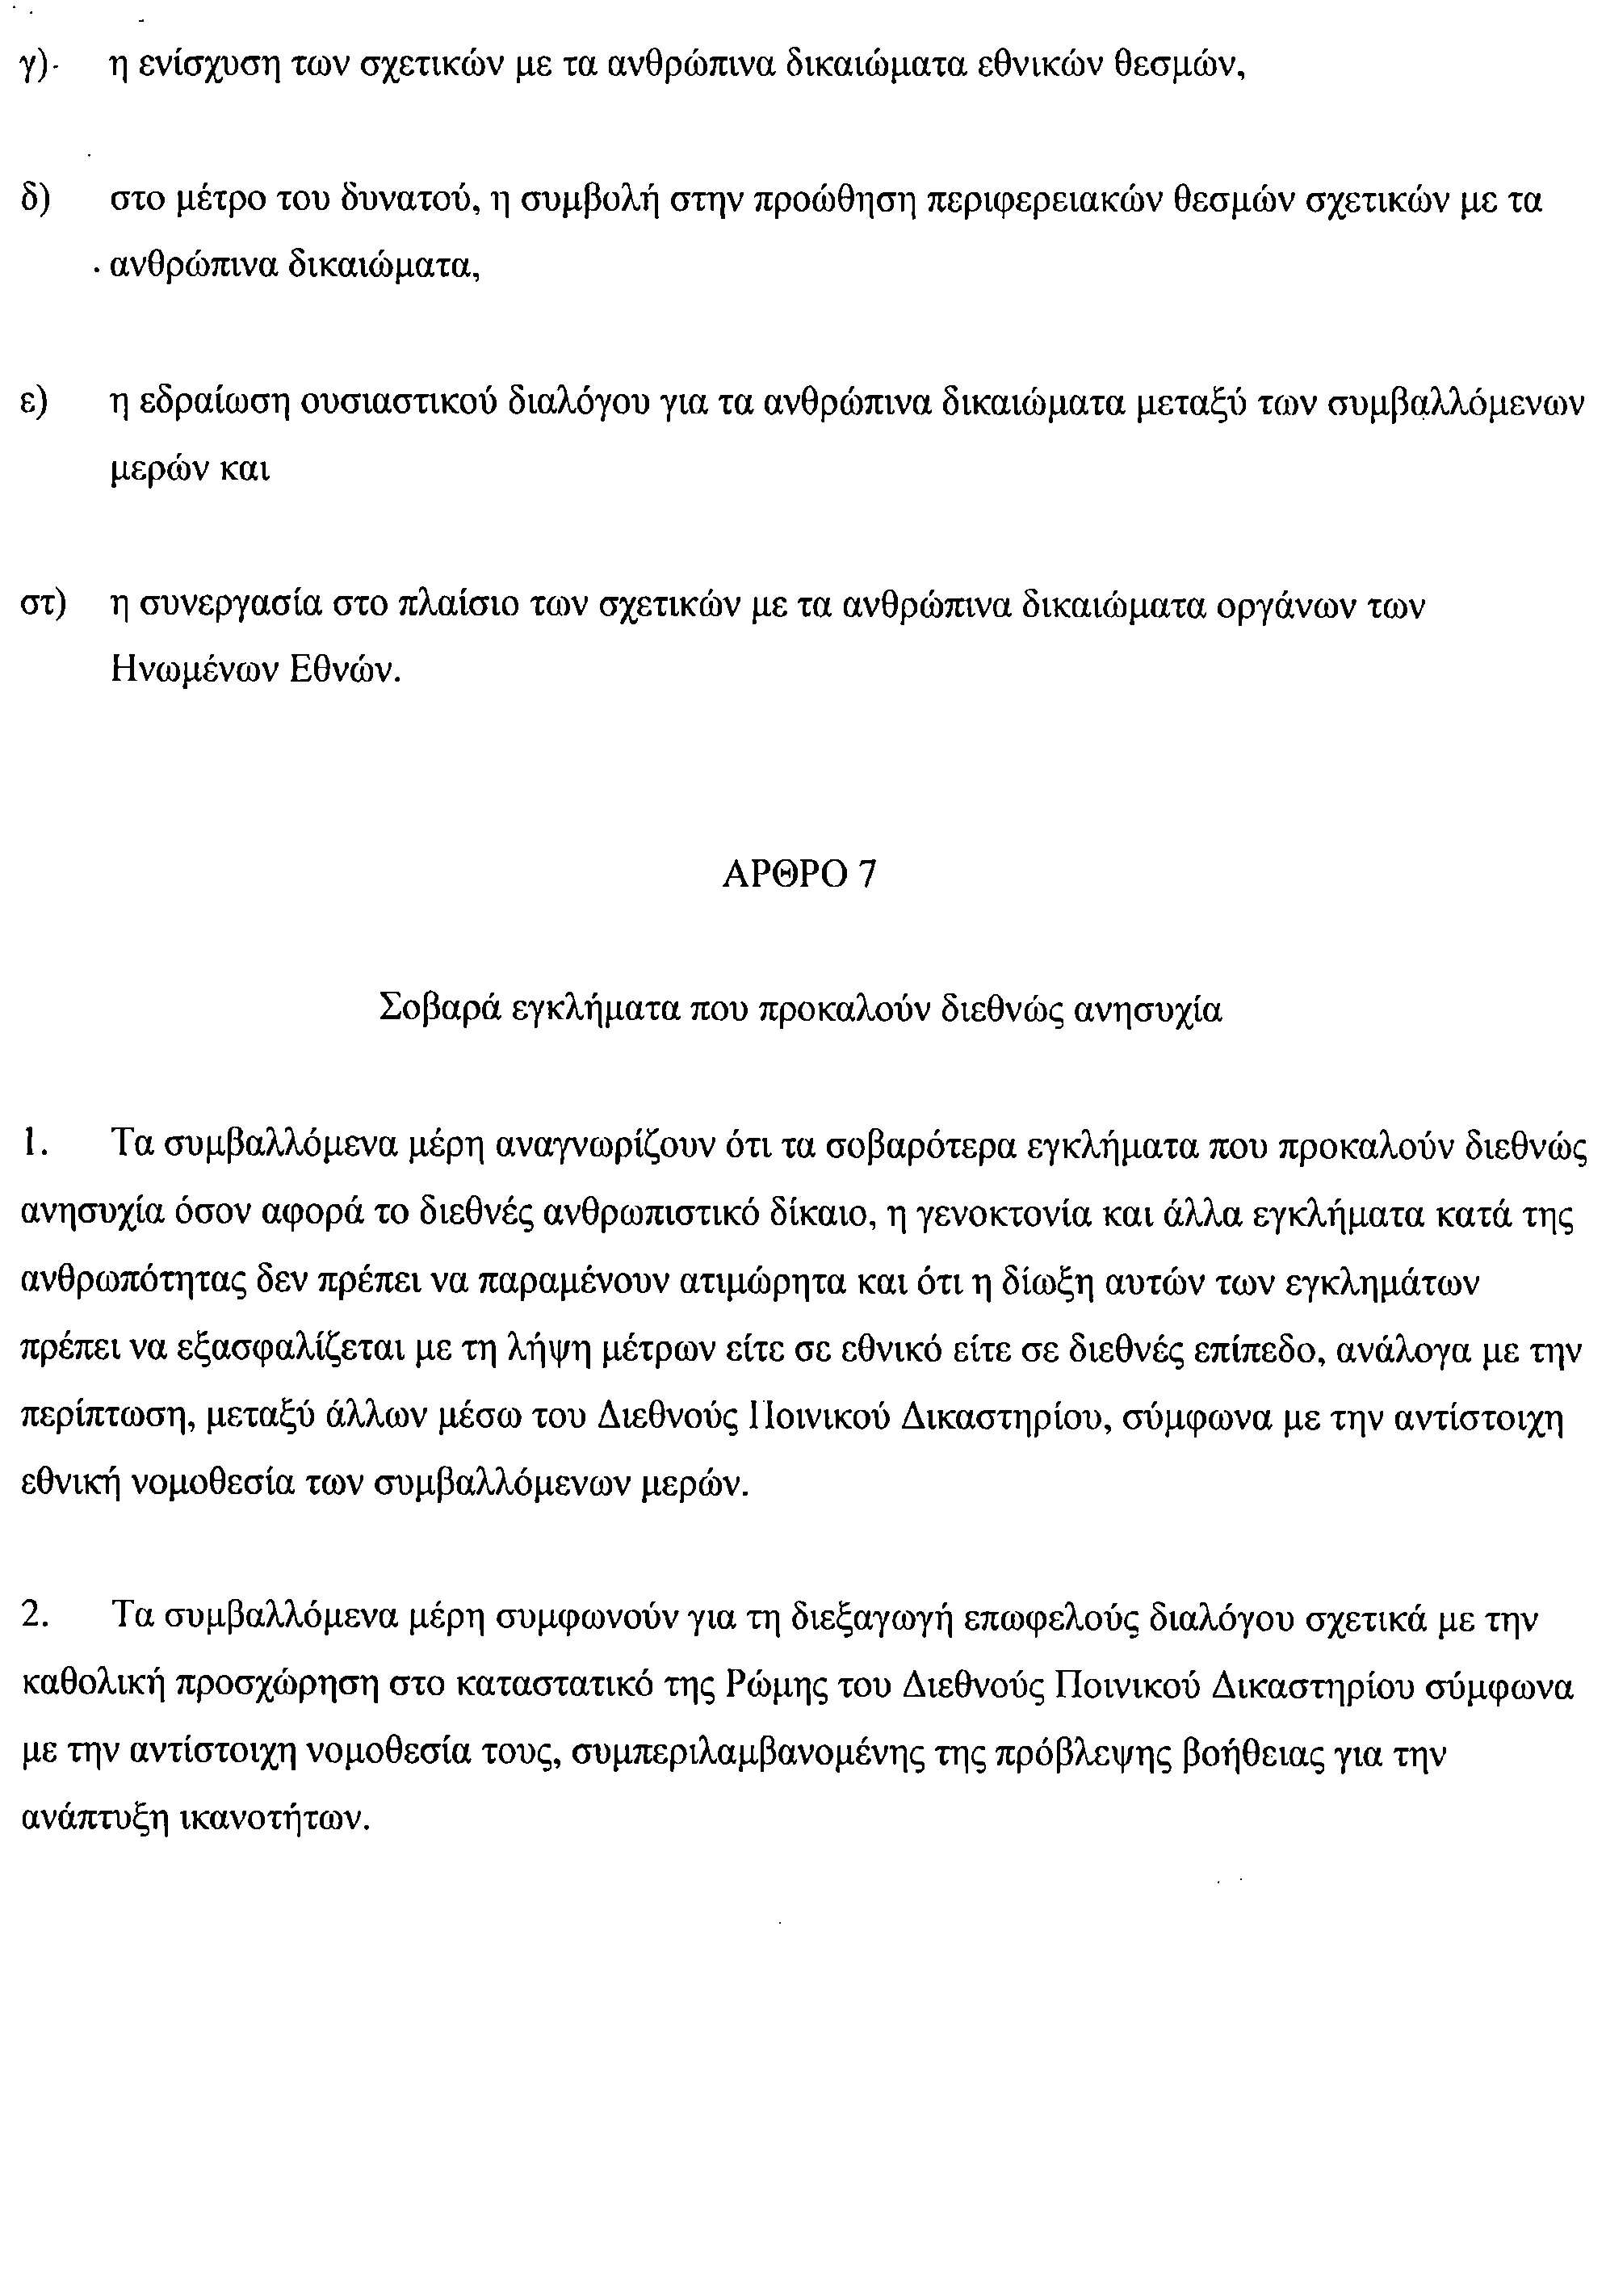 γ) η ενίσχυση των σχετικών με τα ανθρώπινα δικαιώματα εθνικών θεσμών,
δ) στο μέτρο του δυνατού, η συμβολή στην προώθηση περιφερειακών θεσμών σχετικών με τα
ανθρώπινα δικαιώματα,
ε) η εδραίωση ουσιαστικού διαλόγου για τα ανθρώπινα δικαιώματα μεταξύ των συμβαλλόμενων
μερών και
στ) η συνεργασία στο πλαίσιο των σχετικών με τα ανθρώπινα δικαιώματα οργάνων των
Ηνωμένων Εθνών.
ΑΡΘΡΟ 7
Σοβαρά εγκλήματα που προκαλούν διεθνώς ανησυχία
1. Τα συμβαλλόμενα μέρη αναγνωρίζουν ότι τα σοβαρότερα εγκλήματα που προκαλούν διεθνώς
ανησυχία όσον αφορά το διεθνές ανθρωπιστικό δίκαιο, η γενοκτονία και άλλα εγκλήματα κατά της
ανθρωπότητας δεν πρέπει να παραμένουν ατιμώρητα και ότι η δίωξη αυτών των εγκλημάτων
πρέπει να εξασφαλίζεται με τη λήψη μέτρων είτε σε εθνικό είτε σε διεθνές επίπεδο, ανάλογα με την
περίπτωση, μεταξύ άλλων μέσω του Διεθνούς Ποινικού Δικαστηρίου, σύμφωνα με την αντίστοιχη
εθνική νομοθεσία των συμβαλλόμενων μερών.
2. Τα συμβαλλόμενα μέρη συμφωνούν για τη διεξαγωγή επωφελούς διαλόγου σχετικά με την
καθολική προσχώρηση στο καταστατικό της Ρώμης του Διεθνούς Ποινικού Δικαστηρίου σύμφωνα
με την αντίστοιχη νομοθεσία τους, συμπεριλαμβανομένης της πρόβλεψης βοήθειας για την
ανάπτυξη ικανοτήτων.